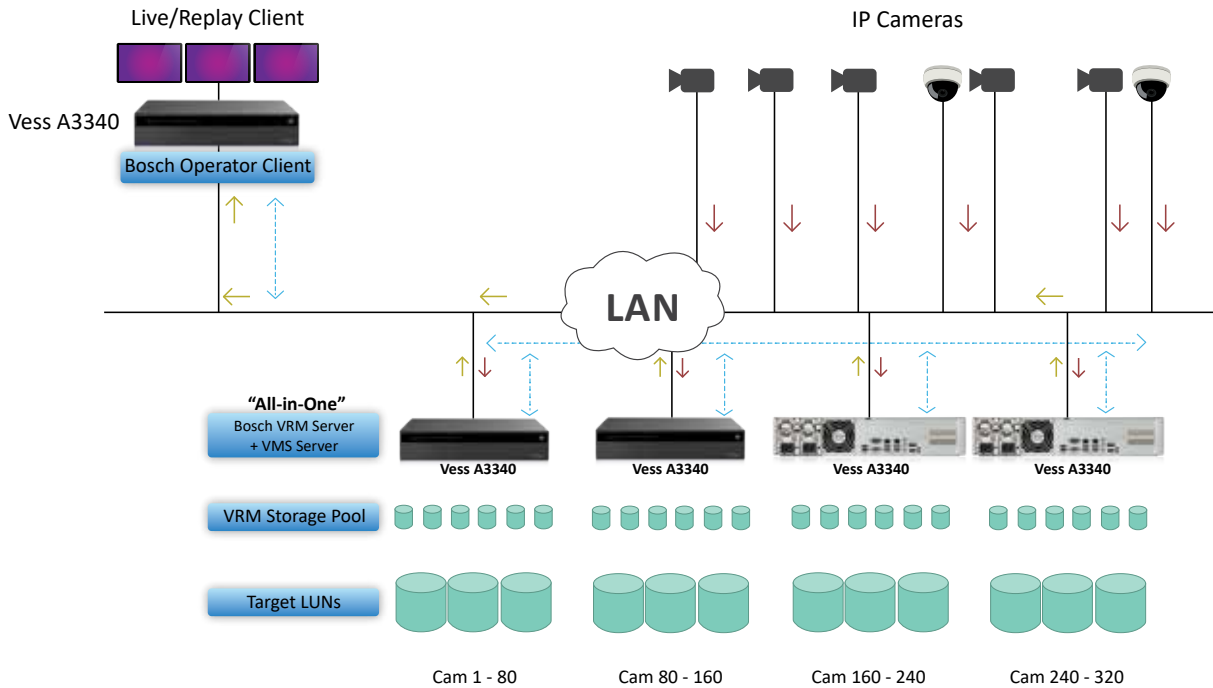 Live/Replay Client
IP Cameras
Vess A3340
Bosch Operator Client
LAN
“All-in-One”
Bosch VRM Server
+ VMS Server
Vess A3340
Vess A3340
Vess A3340
Vess A3340
VRM Storage Pool
Target LUNs
Cam 1 - 80
Cam 80 - 160
Cam 160 - 240
Cam 240 - 320